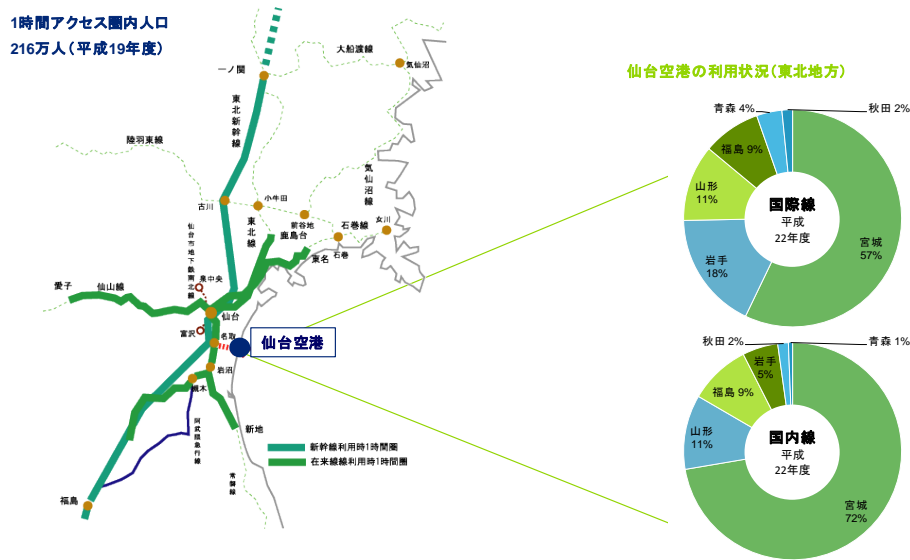 1時間アクセス圏内人口
216万人（平成19年度）
大船渡線
一ノ関
気仙沼
東北新幹線
陸羽東線
気仙沼線
小牛田
古川
前谷地
女川
石巻線
東北線
鹿島台
石巻
東名
仙台市地下鉄南北線
泉中央
愛子
仙山線
仙台
富沢
名取
仙台空港
岩沼
槻木
新地
阿武隈急行線
常磐線
福島
新幹線利用時1時間圏
在来線線利用時1時間圏
仙台空港の利用状況（東北地方）
青森 4%
秋田 2%
福島 9%
山形
11%
国際線
平成
22年度
宮城
57%
岩手
18%
秋田 2%
青森 1%
岩手
5%
福島 9%
山形
11%
国内線
平成
22年度
宮城
72%